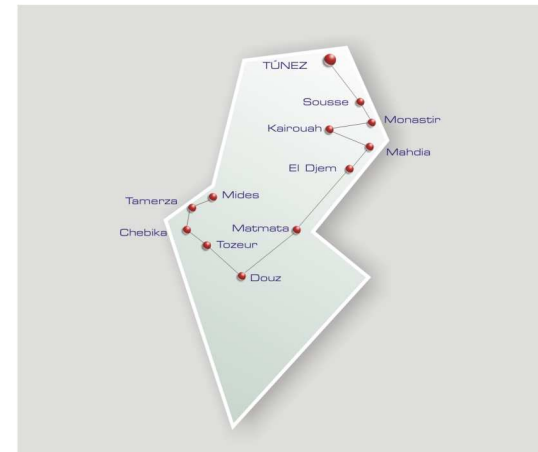 TÚNEZ
Sousse
Monastir
Kairouah
Mahdia
El Djem
Mides
Tamerza
Matmata
Chebika
Tozeur
Douz